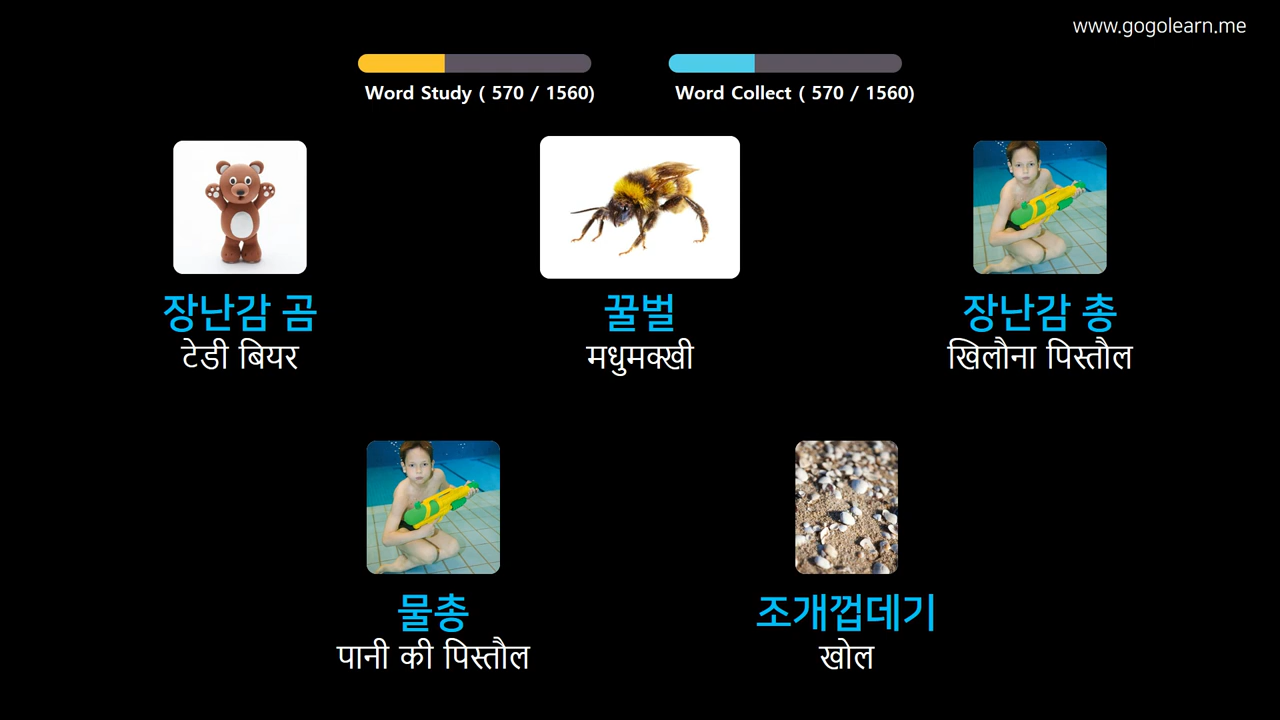 www.gogolearn.me
Word Study ( 570 / 1560)
Word Collect ( 570 / 1560)
장난감 곰
टेडी बियर
꿀벌
मधुमक्खी
장난감 총
खिलौना पिस्तौल
물총
पानी की पिस्तौल
조개껍데기
खोल